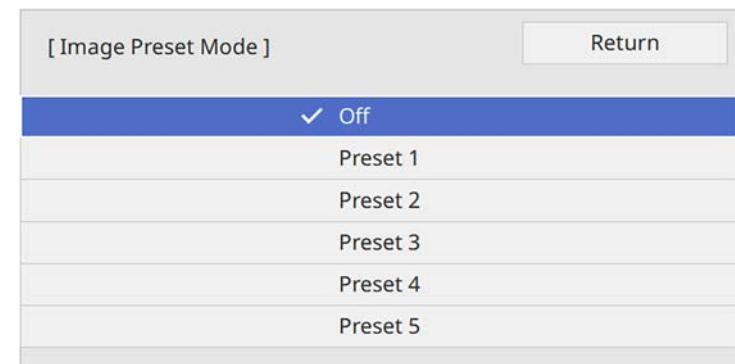 [ Image Preset Mode ]
Return
Off
Preset 1
Preset 2
Preset 3
Preset 4
Preset 5